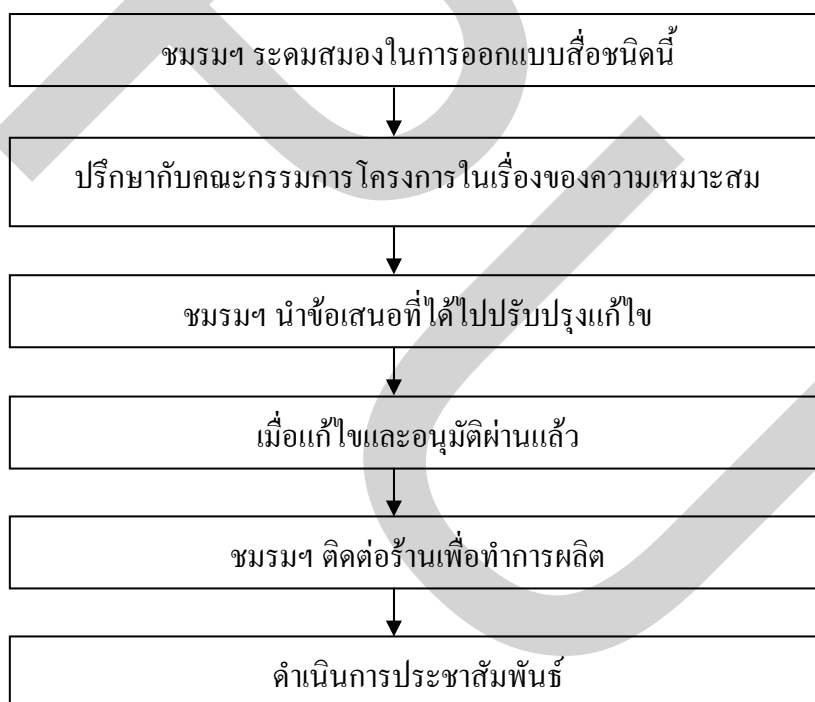 ชมรมฯ ระดมสมองในการออกแบบสื่อชนิดนี้
ปรึกษากับคณะกรรมการโครงการในเรื่องของความเหมาะสม
ชมรมฯ นำข้อเสนอที่ได้ไปปรับปรุงแก้ไข
เมื่อแก้ไขและอนุมัติผ่านแล้ว
ชมรมฯ ติดต่อร้านเพื่อทำการผลิต
ดำเนินการประชาสัมพันธ์